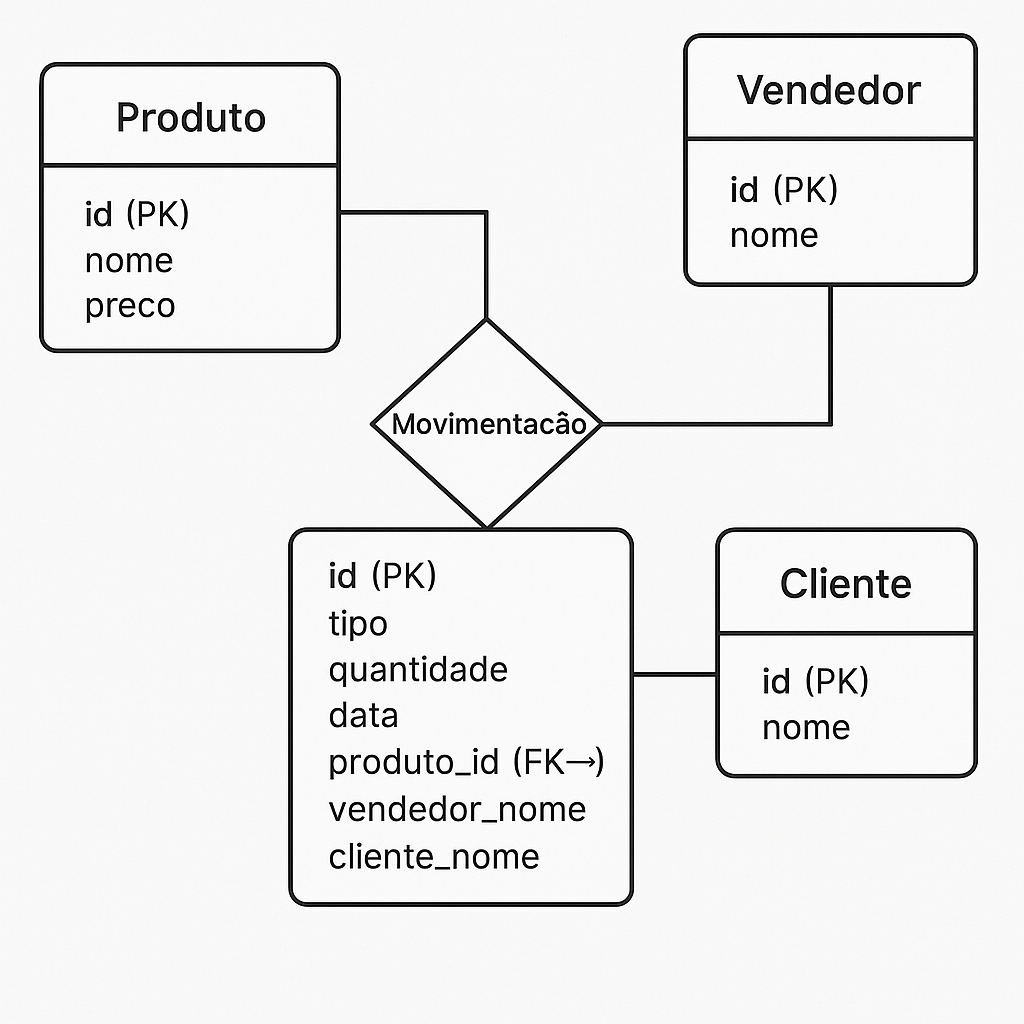 Produto
id (PK)
nome
preco
Vendedor
id (PK)
nome
Movimentacâo
id (PK)
tipo
quantidade
data
produto_id (FK→)
vendedor_nome
cliente_nome
Cliente
id (PK)
nome